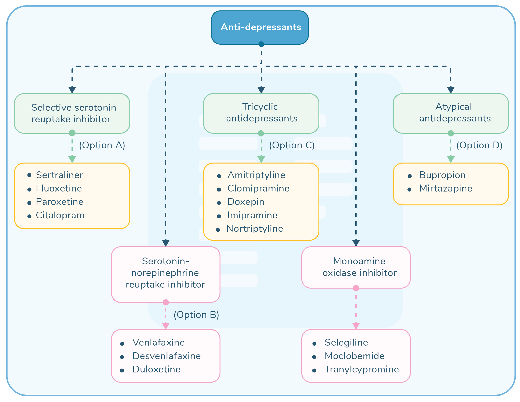 Anti-depressants
Selective serotonin
reuptake inhibitor
(Option A)
Sertraliner
Fluoxetine
Paroxetine
Citalopram
Tricyclic
antidepressants
(Option C)
Amitriptyline
Clomipramine
Doxepin
Imipramine
Nortriptyline
Atypical
antidepressants
(Option D)
Bupropion
Mirtazapine
Serotonin-
norepinephrine
reuptake inhibitor
(Option B)
Venlafaxine
Desvenlafaxine
Duloxetine
Monoamine
oxidase inhibitor
Selegiline
Moclobemide
Tranylcypromine